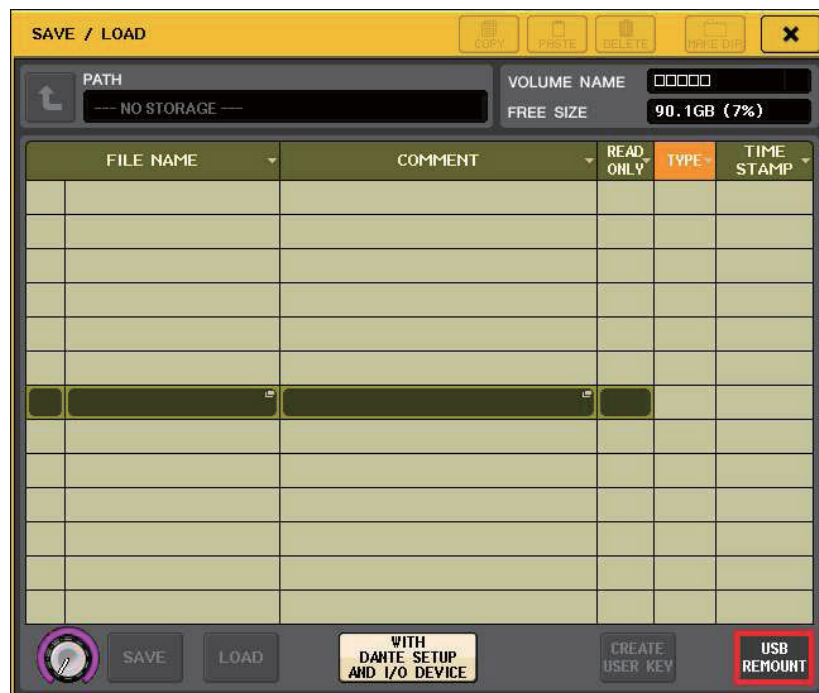 SAVE / LOAD
COPY
PASTE
DELETE
MAKE DIR
PATH
--- NO STORAGE ---
VOLUME NAME
□□□□□
FREE SIZE
90.1GB (7%)
FILE NAME
COMMENT
READ
ONLY
TYPE
TIME
STAMP
SAVE
LOAD
WITH
DANTE SETUP
AND I/O DEVICE
CREATE
USER KEY
USB
REMOUNT